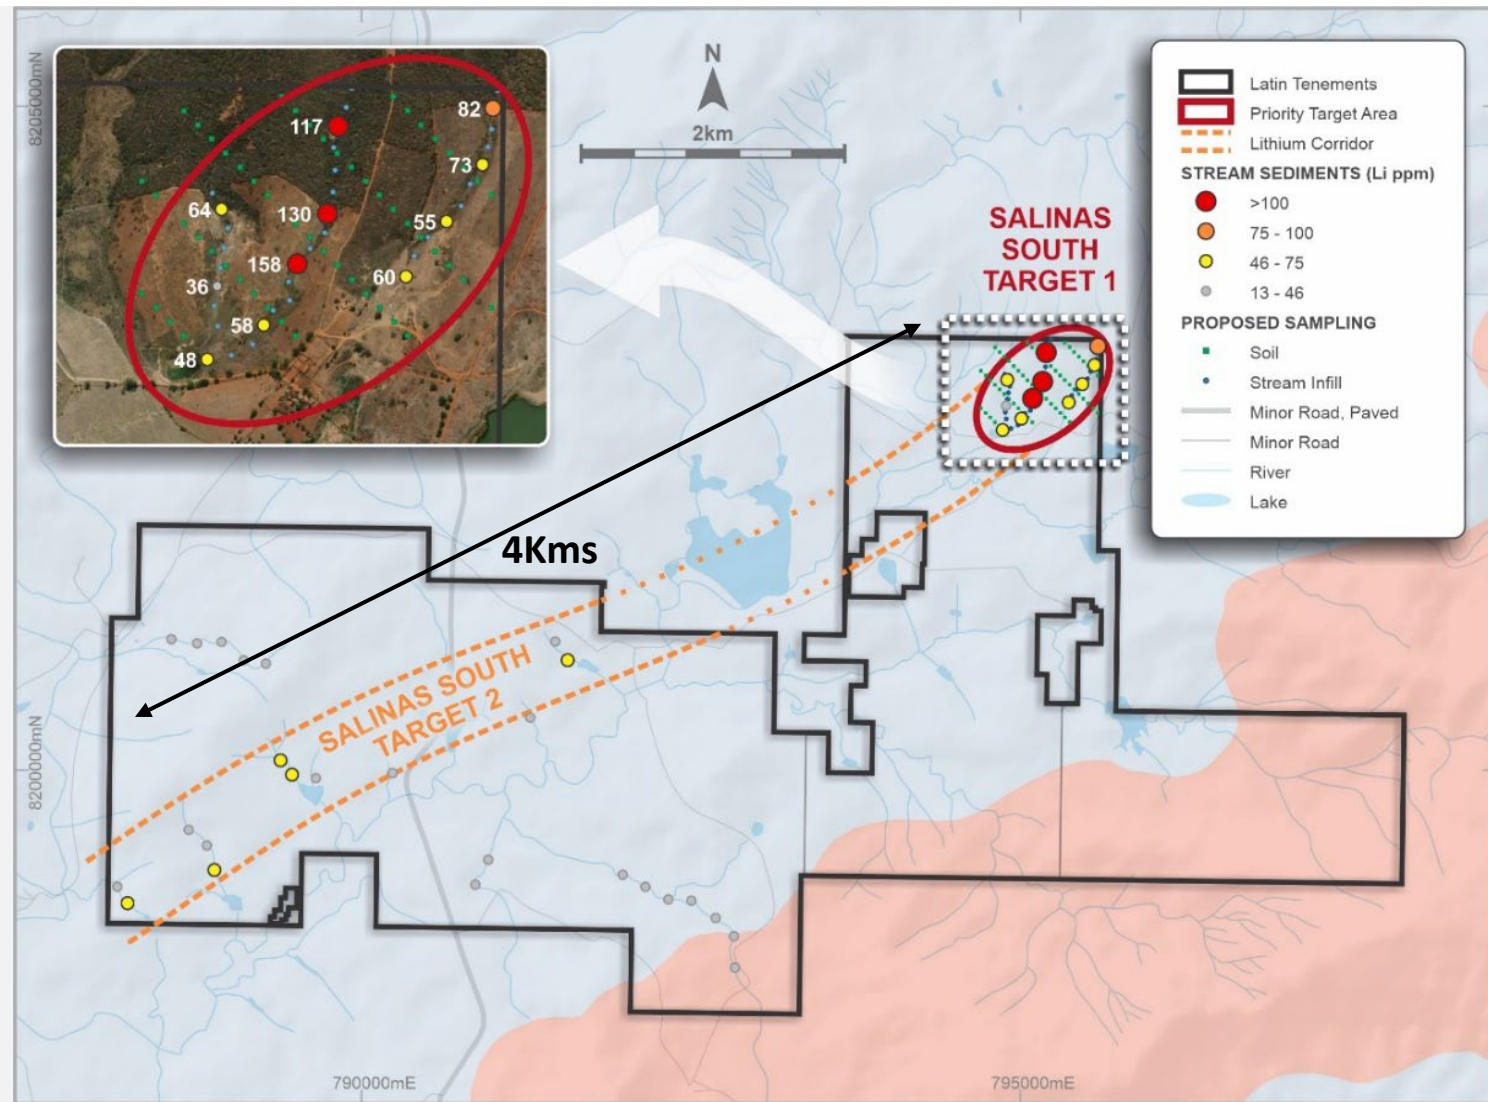 8205000mN
117
82
73
64
130
55
158
60
36
58
48
N
2km
SALINAS
SOUTH
TARGET 1
Latin Tenements
Priority Target Area
Lithium Corridor
STREAM SEDIMENTS (Li ppm)
>100
75 - 100
46 - 75
13 - 46
PROPOSED SAMPLING
Soil
Stream Infill
Minor Road, Paved
Minor Road
River
Lake
4Kms
SALINAS SOUTH
TARGET 2
8200000mN
790000mE
795000mE